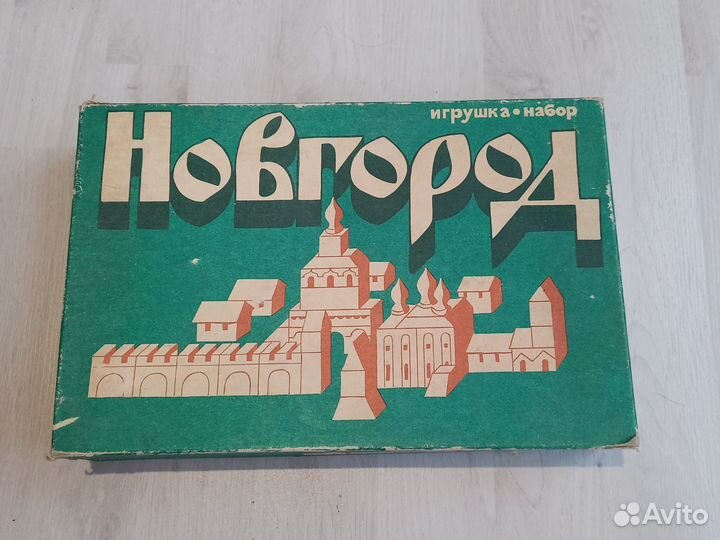 игрушка • набор
Новгород
Avito